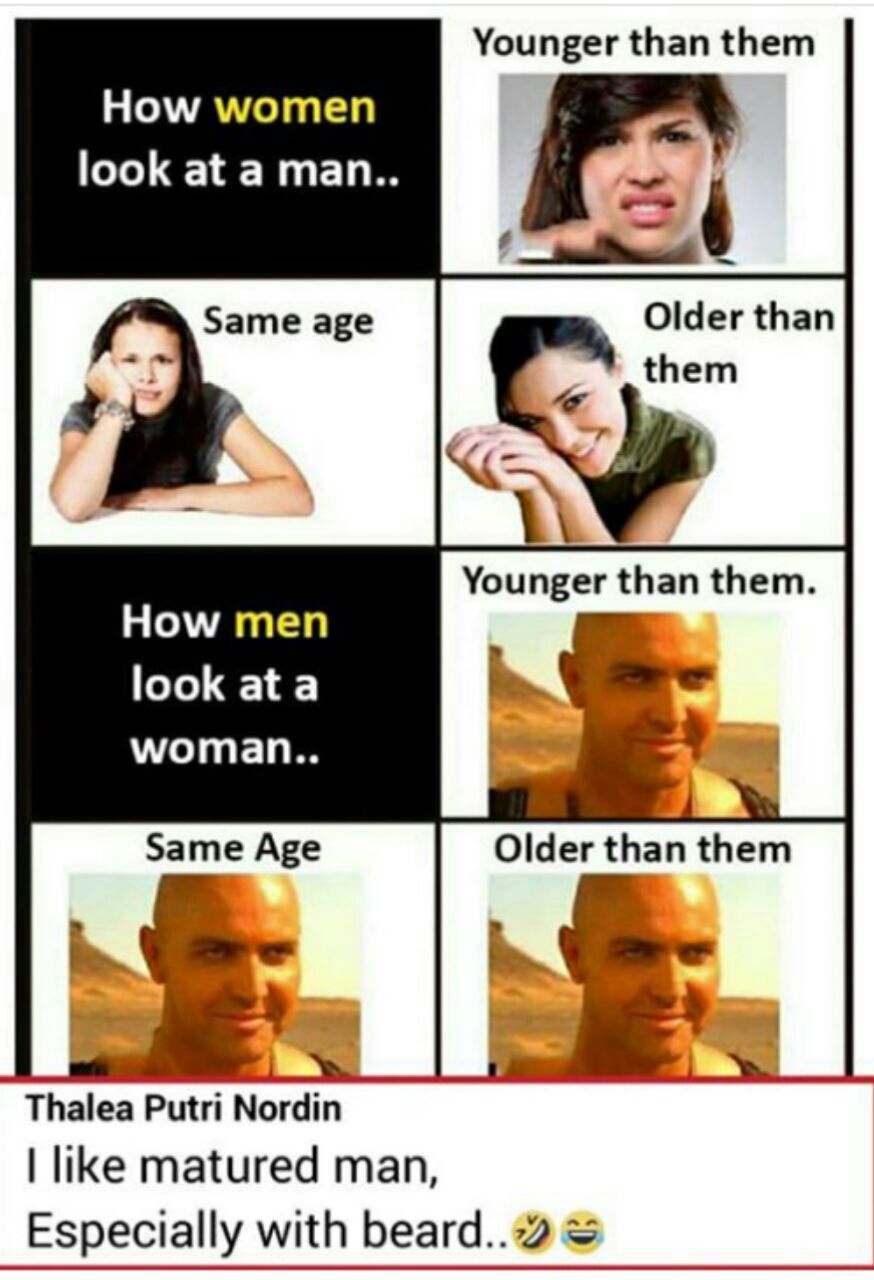 How women
look at a man..
Younger than them
Same age
Older than
them
How men
look at a
woman..
Younger than them.
Same Age
Older than them
Thalea Putri Nordin
I like matured man,
Especially with beard..🤣😂